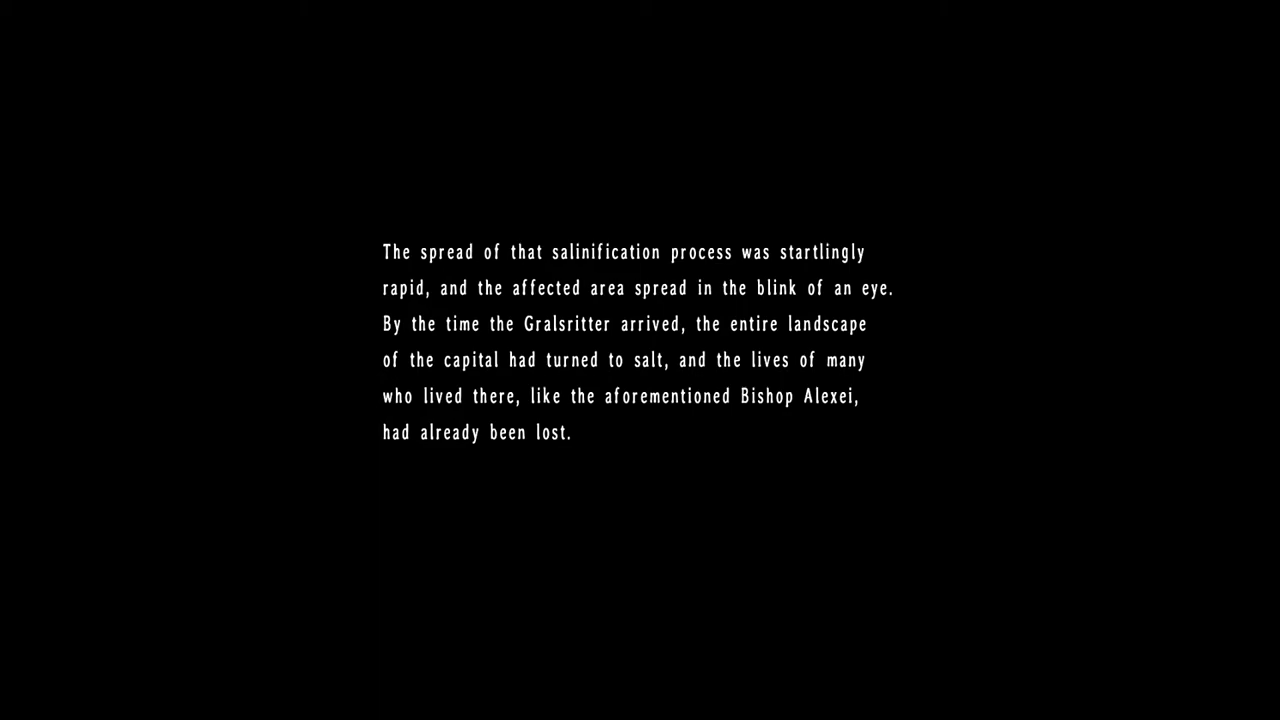 The spread of that salinification process was startlingly
rapid, and the affected area spread in the blink of an eye.
By the time the Gralsritter arrived, the entire landscape
of the capital had turned to salt, and the lives of many
who lived there, like the aforementioned Bishop Alexei,
had already been lost.